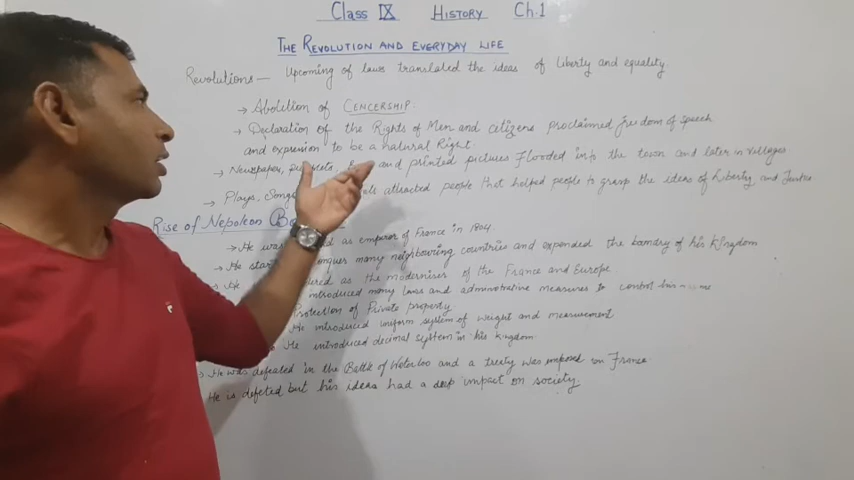 Class IX History Ch.1
THE REVOLUTION AND EVERYDAY LIFE
Revolutions — Upcoming of laws translated the ideas of Liberty and equality.
→ Abolition of CENCERSHIP.
→ Declaration of the Rights of Men and citizens proclaimed freedom of speech
and expresion to be a natural Right.
→ Newspaper, and printed pictures Flooded into the town and later in villages
→ Plays, Songs attracted people that helped people to grasp the ideas of Liberty and Justice
Rise of Nepoleon
→ He was as emperor of France in 1804.
→ He many neighbouring countries and expended the boundry of his kingdom
→ He as the moderniser of the France and Europe.
introduced many laws and adminvtrative measures to control
Protection of Private property
He introduced uniform system of weight and measurement
He introduced decimal system in his kingdom
He was defeated in the Battle of Waterloo and a treaty was imposed on France
He is defeted but his ideas had a deep impact on society.